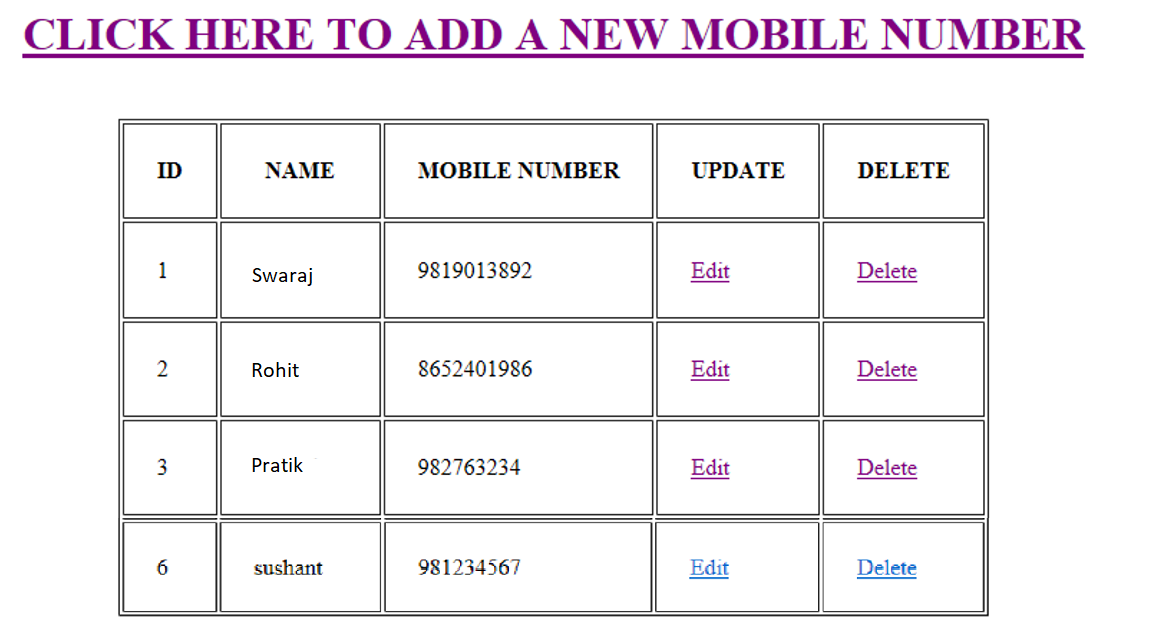 CLICK HERE TO ADD A NEW MOBILE NUMBER
ID NAME MOBILE NUMBER UPDATE DELETE
1 Swaraj 9819013892 Edit Delete
2 Rohit 8652401986 Edit Delete
3 Pratik 982763234 Edit Delete
6 sushant 981234567 Edit Delete